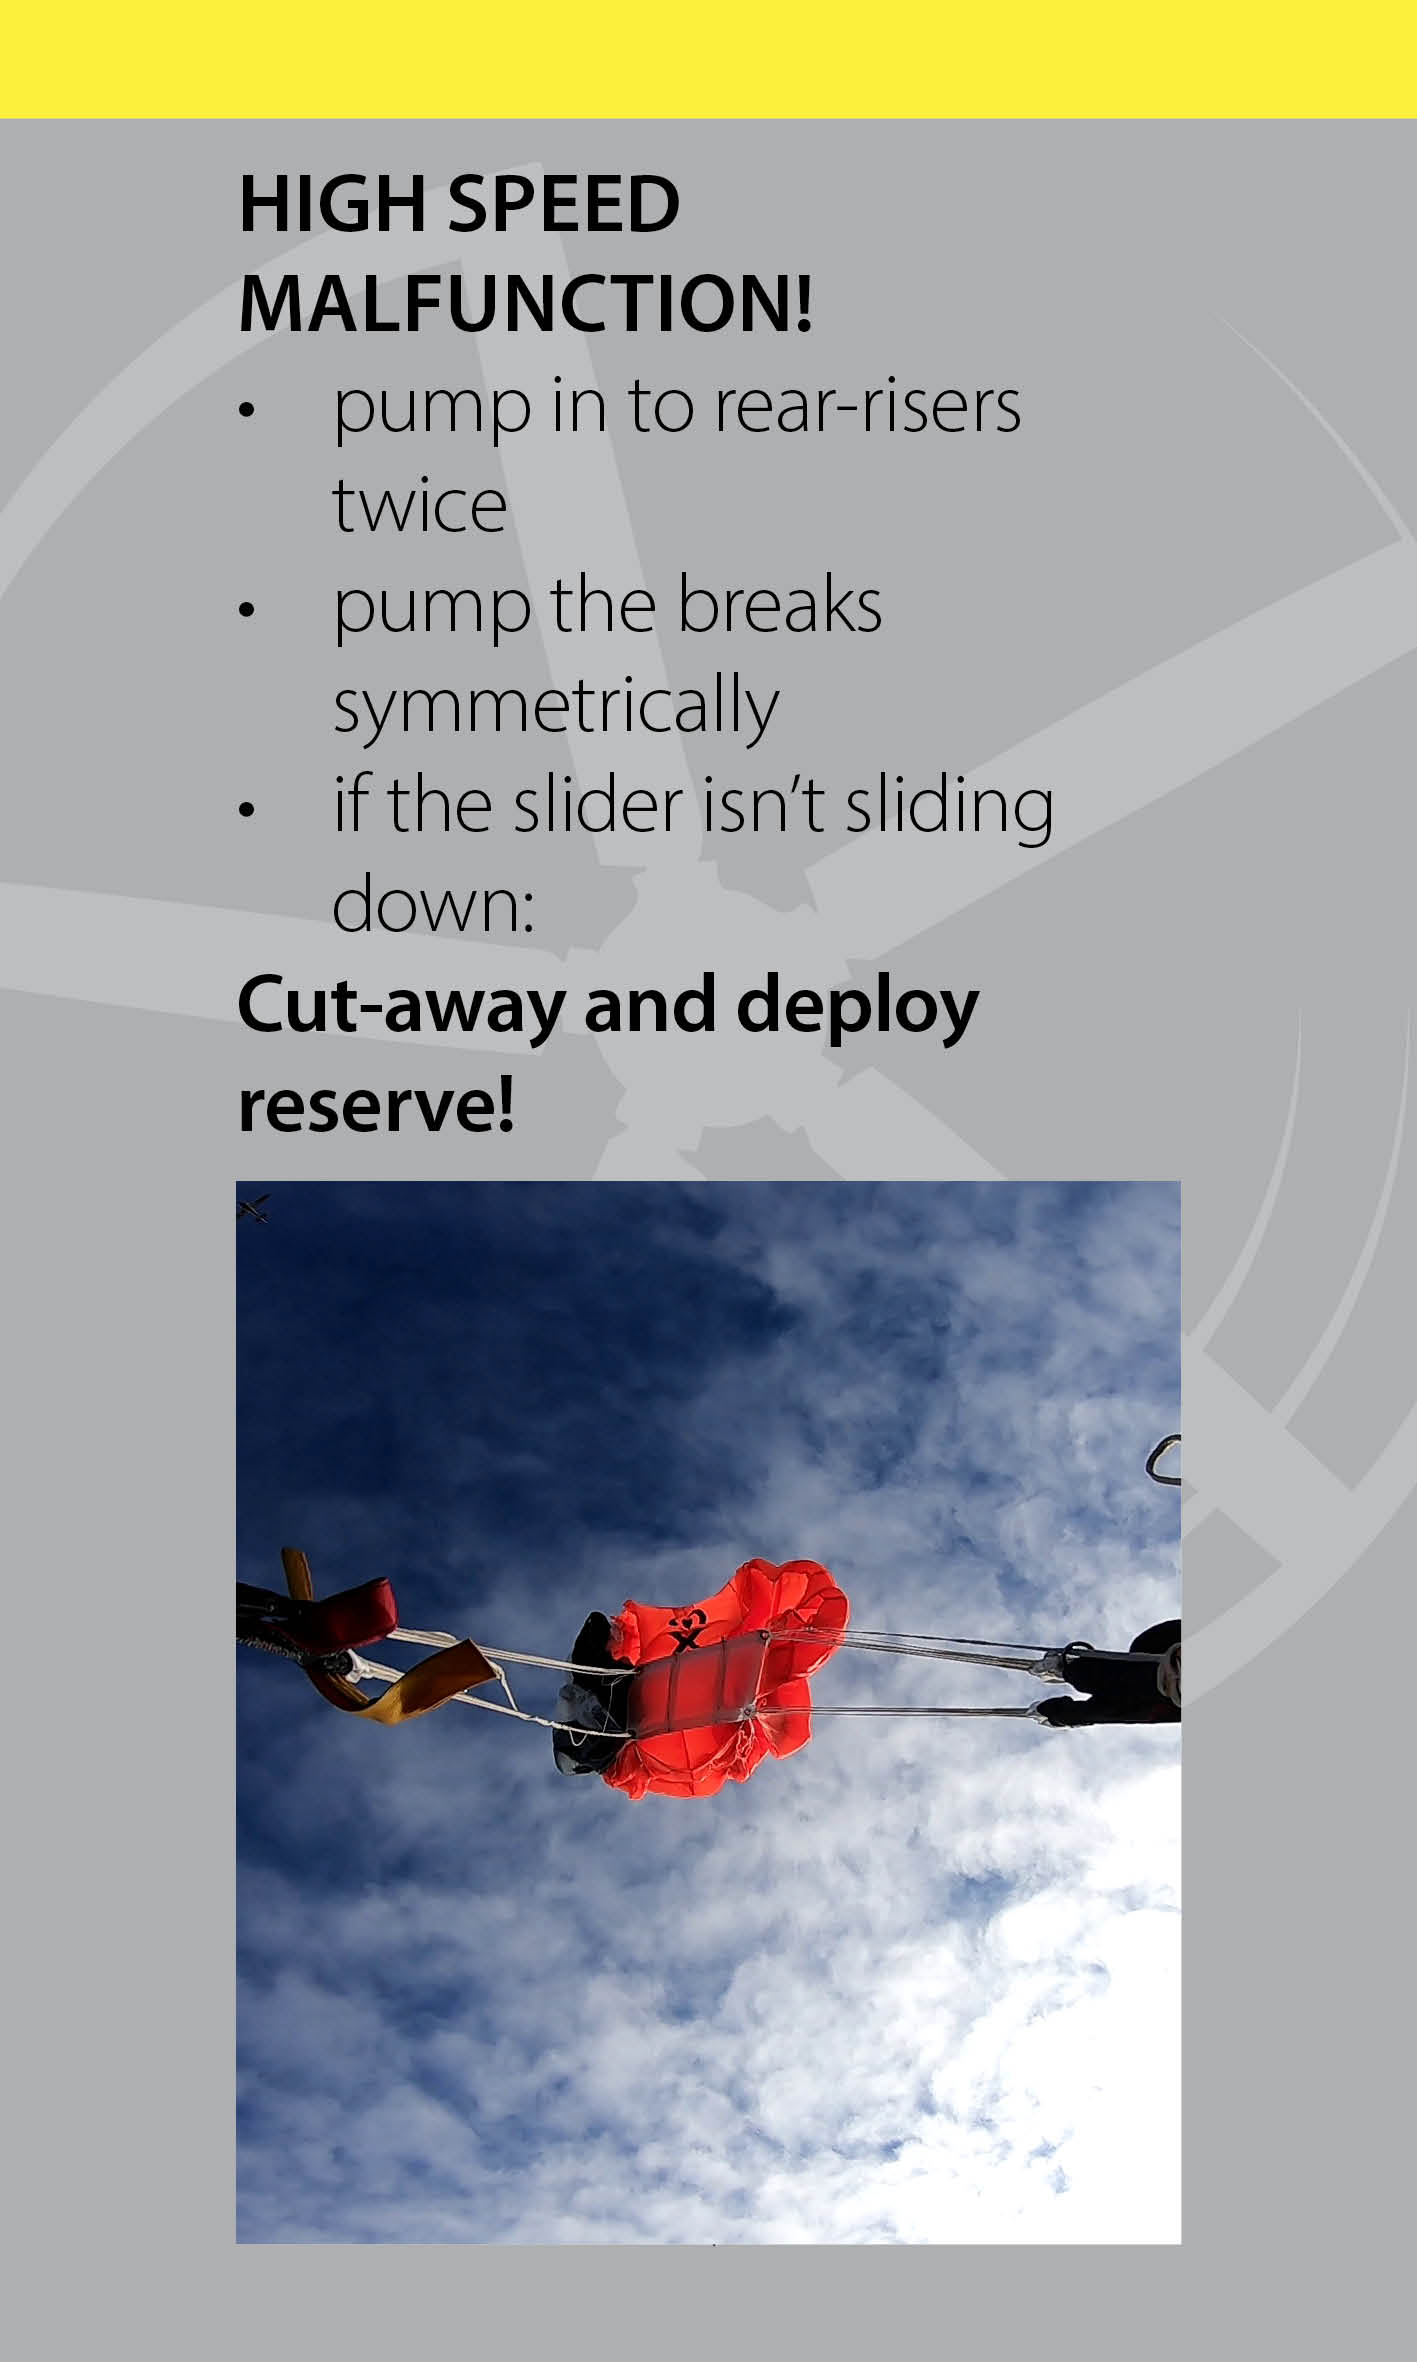 HIGH SPEED
MALFUNCTION!
• pump in to rear-risers
twice
• pump the breaks
symmetrically
• if the slider isn’t sliding
down:
Cut-away and deploy
reserve!